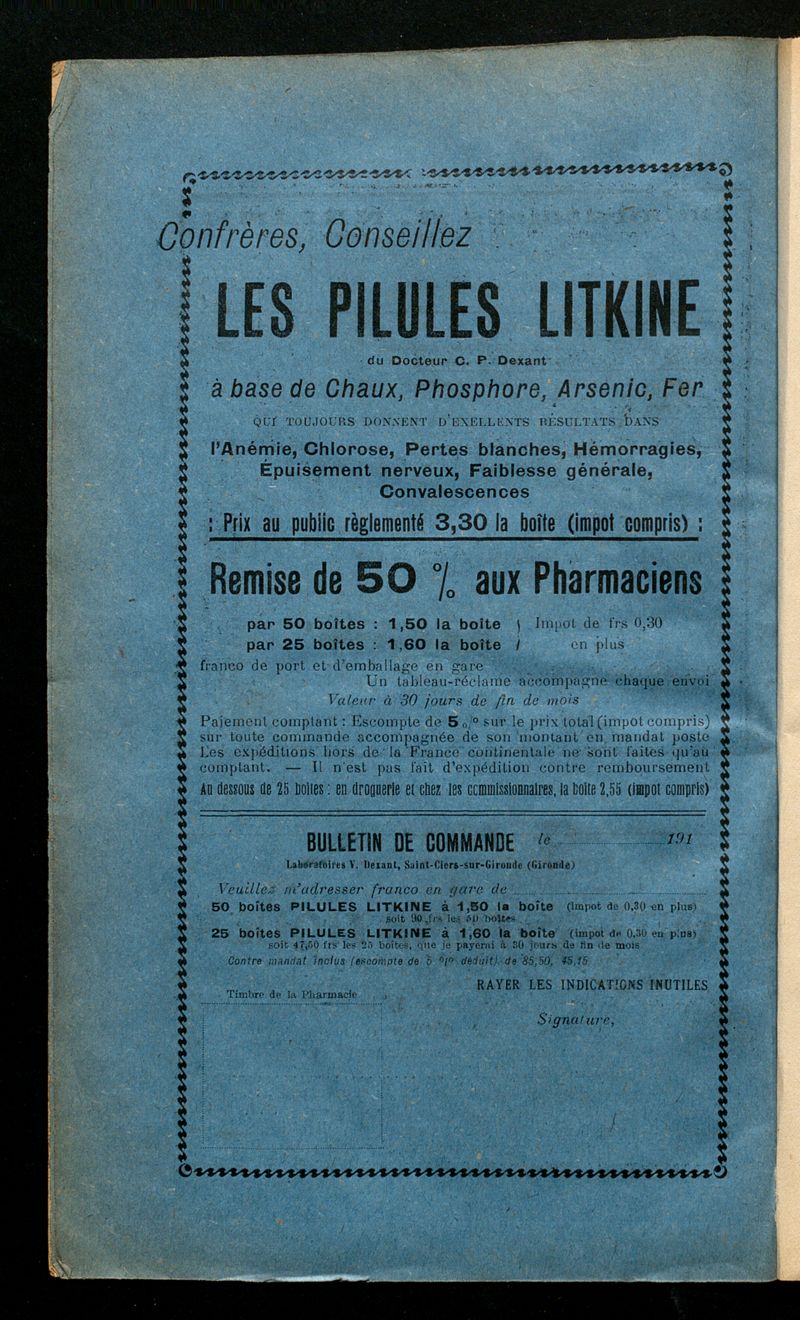 Confrères, Conseillez
LES PILULES LITKINE
du Docteur C. P. Dexant
à base de Chaux, Phosphore, Arsenic, Fer
QUI TOUJOURS DONNENT D'EXELLENTS RÉSULTATS DANS
l'Anémie, Chlorose, Pertes blanches, Hémorragies,
Épuisement nerveux, Faiblesse générale,
Convalescences
: Prix au public règlementé 3,30 la boîte (impot compris) :
Remise de 50 % aux Pharmaciens
par 50 boîtes : 1,50 la boîte } Impot de frs 0,30
par 25 boîtes : 1,60 la boîte } en plus
franco de port et d'emballage en gare
Un tableau-réclame accompagne chaque envoi
Valeur à 30 jours de fin de mois
Paiement comptant : Escompte de 5 o/o sur le prix total (impot compris)
sur toute commande accompagnée de son montant en mandat poste
Les expéditions hors de la France continentale ne sont faites qu'au
comptant. — Il n'est pas fait d'expédition contre remboursement
Au dessous de 25 boîtes : en droguerie et chez les commissionnaires, la boîte 2,55 (impot compris)
BULLETIN DE COMMANDE le 191
Laboratoires V. Dexant, Saint-Ciers-sur-Gironde (Gironde)
Veuillez m'adresser franco en gare de
50 boîtes PILULES LITKINE à 1,50 la boîte (impot de 0,30 en plus)
soit 90 frs les 50 boîtes
25 boîtes PILULES LITKINE à 1,60 la boîte (impot de 0,30 en plus)
soit 47,50 frs les 25 boîtes, que je payerai à 30 jours de fin de mois
Contre mandat inclus (escompte de 5 o/o déduit). de 85,50, 45,15
RAYER LES INDICATIONS INUTILES
Timbre de la Pharmacie
Signature,